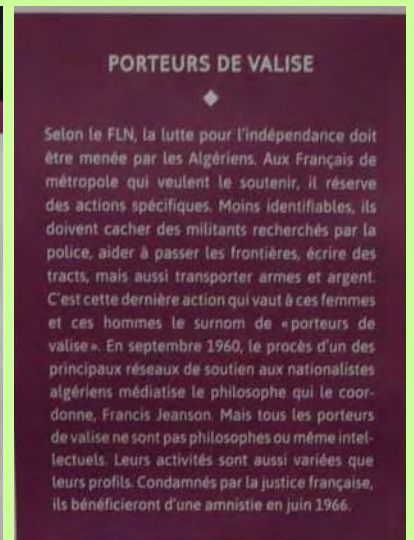 PORTEURS DE VALISE
Selon le FLN, la lutte pour l'indépendance doit
être menée par les Algériens. Aux Français de
métropole qui veulent le soutenir, il réserve
des actions spécifiques. Moins identifiables, ils
doivent cacher des militants recherchés par la
police, aider à passer les frontières, écrire des
tracts, mais aussi transporter armes et argent.
C'est cette dernière action qui vaut à ces femmes
et ces hommes le surnom de «porteurs de
valise». En septembre 1960, le procès d'un des
principaux réseaux de soutien aux nationalistes
algériens médiatise le philosophe qui le coor-
donne, Francis Jeanson. Mais tous les porteurs
de valise ne sont pas philosophes ou même intel-
lectuels. Leurs activités sont aussi variées que
leurs profils. Condamnés par la justice française,
ils bénéficieront d'une amnistie en juin 1966.